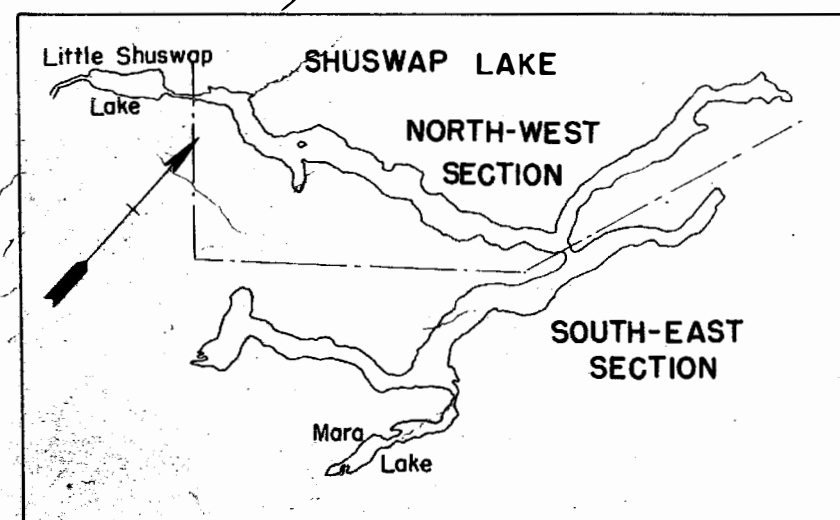 Little Shuswap
Lake
SHUSWAP LAKE
NORTH-WEST
SECTION
SOUTH-EAST
SECTION
Mara
Lake